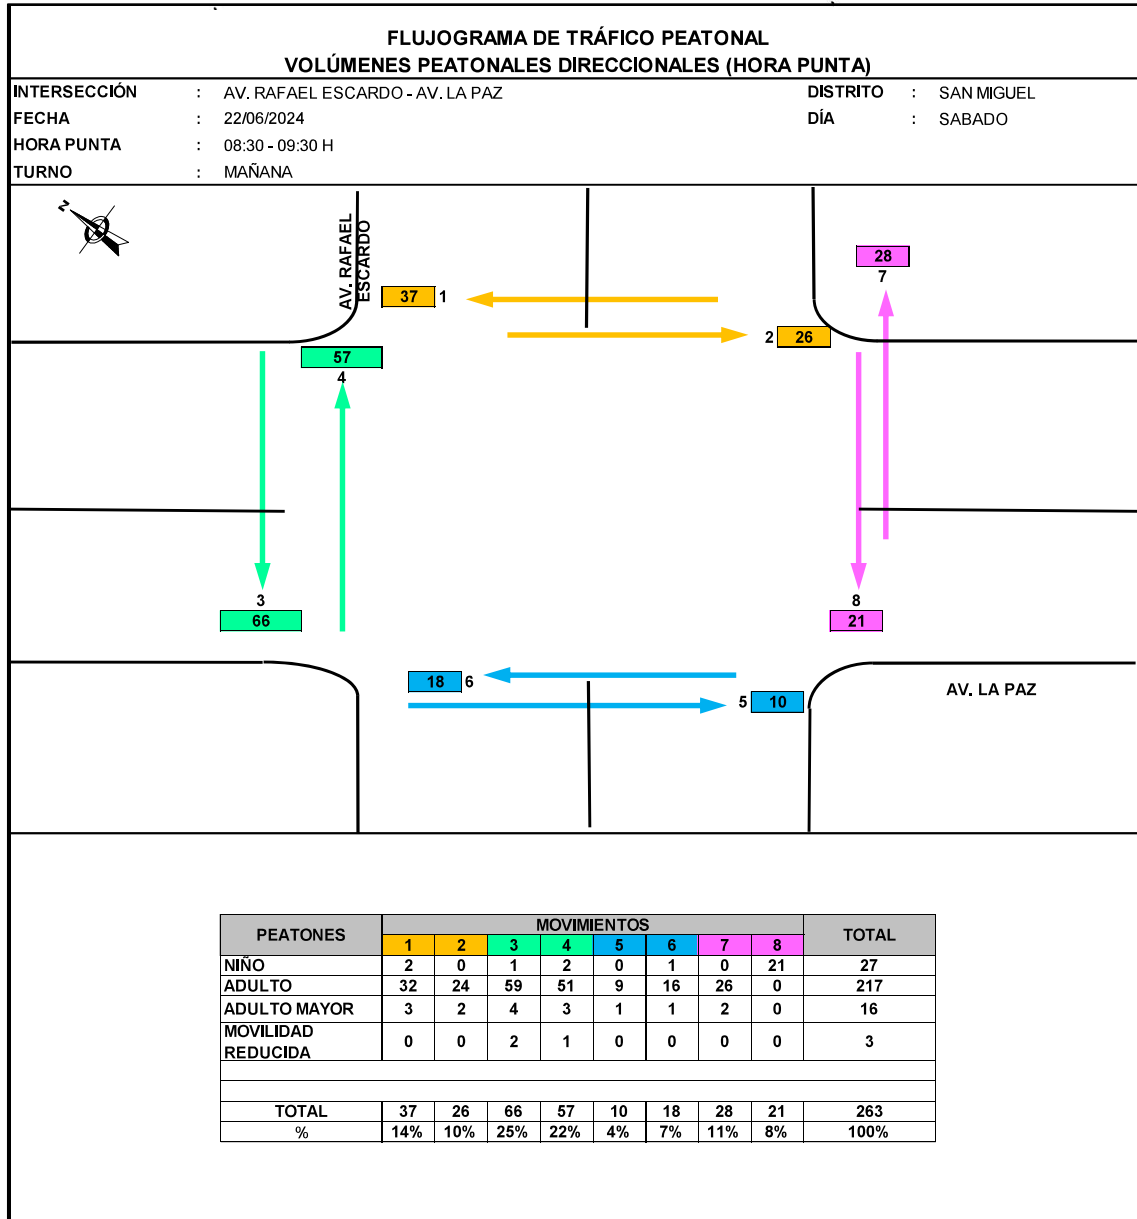 FLUJOGRAMA DE TRÁFICO PEATONAL
VOLÚMENES PEATONALES DIRECCIONALES (HORA PUNTA)
INTERSECCIÓN : AV. RAFAEL ESCARDO - AV. LA PAZ DISTRITO : SAN MIGUEL
FECHA : 22/06/2024 DÍA : SABADO
HORA PUNTA : 08:30 - 09:30 H
TURNO : MAÑANA
Z
AV. RAFAEL
ESCARDO
28
7
37 1
2 26
57
4
3
66
8
21
18 6
5 10
AV. LA PAZ
PEATONES MOVIMIENTOS TOTAL
1 2 3 4 5 6 7 8
NIÑO 2 0 1 2 0 1 0 21 27
ADULTO 32 24 59 51 9 16 26 0 217
ADULTO MAYOR 3 2 4 3 1 1 2 0 16
MOVILIDAD
REDUCIDA 0 0 2 1 0 0 0 0 3
TOTAL 37 26 66 57 10 18 28 21 263
% 14% 10% 25% 22% 4% 7% 11% 8% 100%